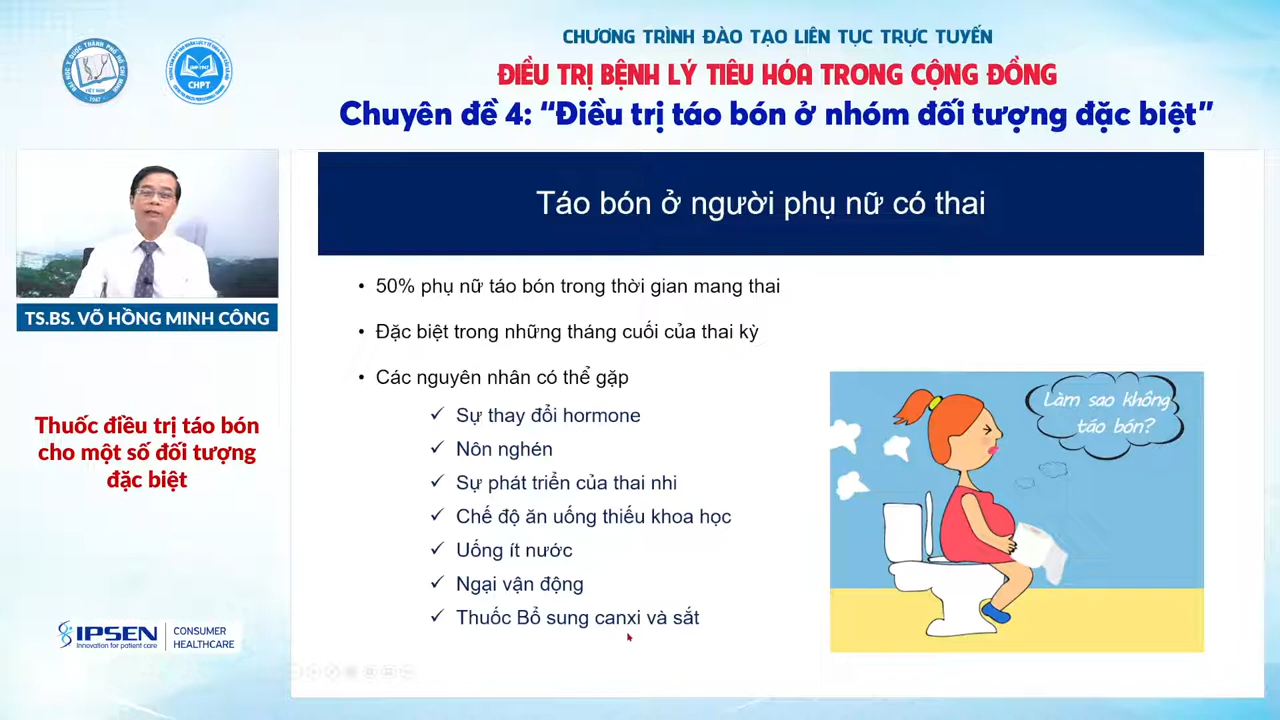 CHƯƠNG TRÌNH ĐÀO TẠO LIÊN TỤC TRỰC TUYẾN
ĐIỀU TRỊ BỆNH LÝ TIÊU HÓA TRONG CỘNG ĐỒNG
Chuyên đề 4: “Điều trị táo bón ở nhóm đối tượng đặc biệt”
CHPT
VIỆT NAM
1947
TS.BS. VÕ HỒNG MINH CÔNG
Thuốc điều trị táo bón
cho một số đối tượng
đặc biệt
IPSEN
Innovation for patient care
CONSUMER
HEALTHCARE
Táo bón ở người phụ nữ có thai
• 50% phụ nữ táo bón trong thời gian mang thai
• Đặc biệt trong những tháng cuối của thai kỳ
• Các nguyên nhân có thể gặp
✓ Sự thay đổi hormone
✓ Nôn nghén
✓ Sự phát triển của thai nhi
✓ Chế độ ăn uống thiếu khoa học
✓ Uống ít nước
✓ Ngại vận động
✓ Thuốc Bổ sung canxi và sắt
Làm sao không
táo bón?